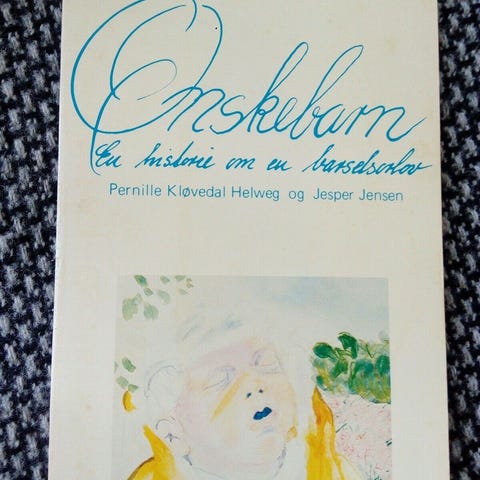 Ønskebarn
En historie om en barselsorlov
Pernille Kløvedal Helweg og Jesper Jensen